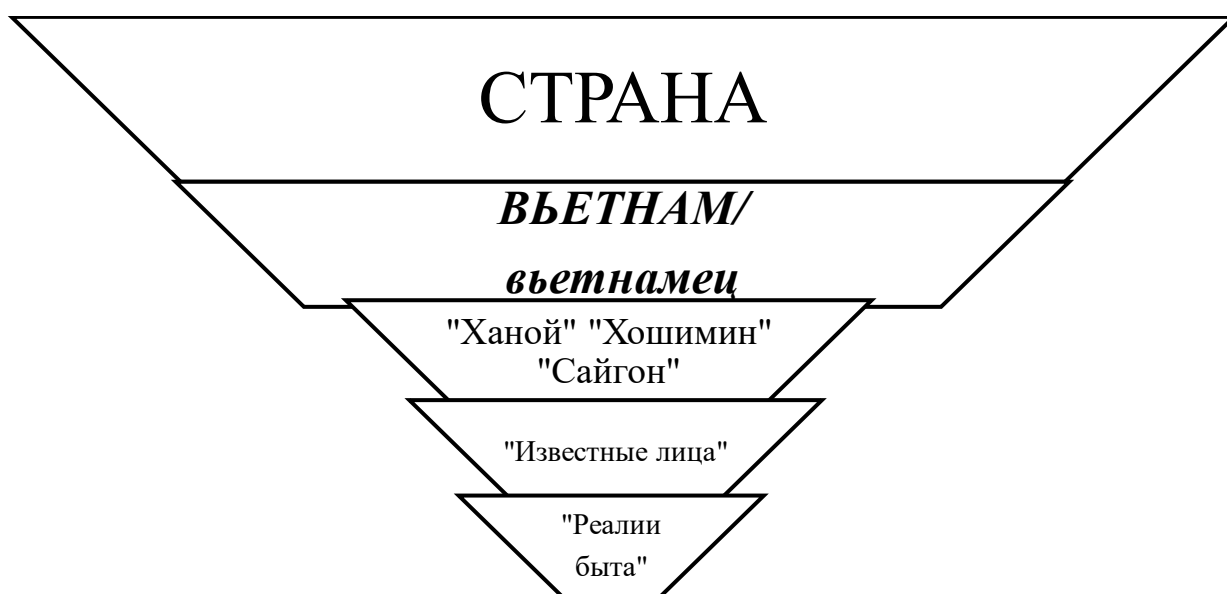 СТРАНА
ВЬЕТНАМ/
вьетнамец
"Ханой" "Хошимин"
"Сайгон"
"Известные лица"
"Реалии
быта"